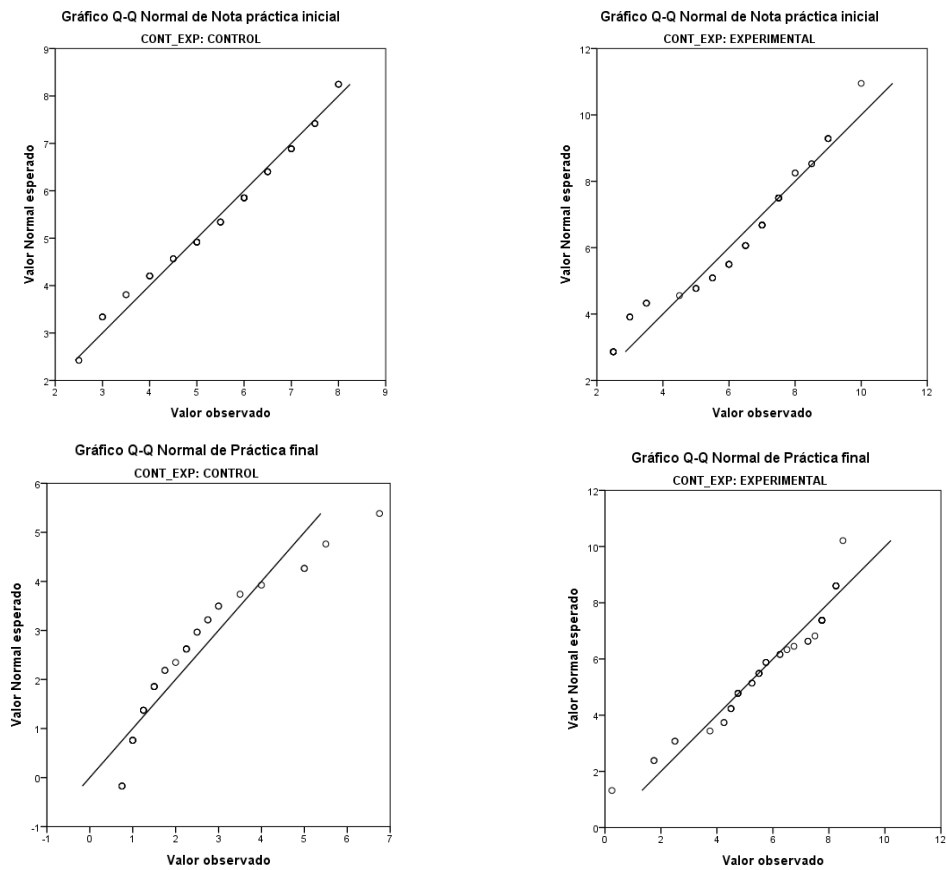 Gráfico Q-Q Normal de Nota práctica inicial
CONT_EXP: CONTROL
Valor Normal esperado
9
8
7
6
5
4
3
2
2 3 4 5 6 7 8 9
Valor observado
Gráfico Q-Q Normal de Nota práctica inicial
CONT_EXP: EXPERIMENTAL
Valor Normal esperado
12
10
8
6
4
2
2 4 6 8 10 12
Valor observado
Gráfico Q-Q Normal de Práctica final
CONT_EXP: CONTROL
Valor Normal esperado
6
5
4
3
2
1
0
-1
-1 0 1 2 3 4 5 6 7
Valor observado
Gráfico Q-Q Normal de Práctica final
CONT_EXP: EXPERIMENTAL
Valor Normal esperado
12
10
8
6
4
2
0
0 2 4 6 8 10 12
Valor observado